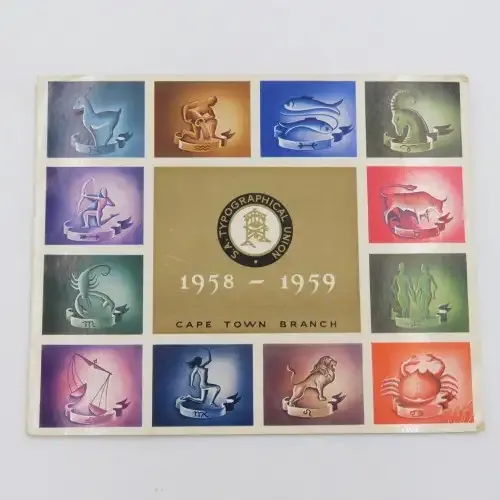 S.A. TYPOGRAPHICAL UNION
1958 - 1959
CAPE TOWN BRANCH